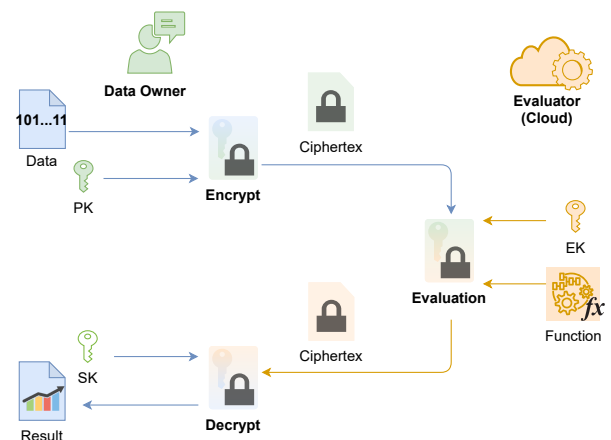 Data Owner
Evaluator
(Cloud)
101...11
Data
Ciphertex
PK
Encrypt
EK
Evaluation
fx
Function
Ciphertex
SK
Result
Decrypt